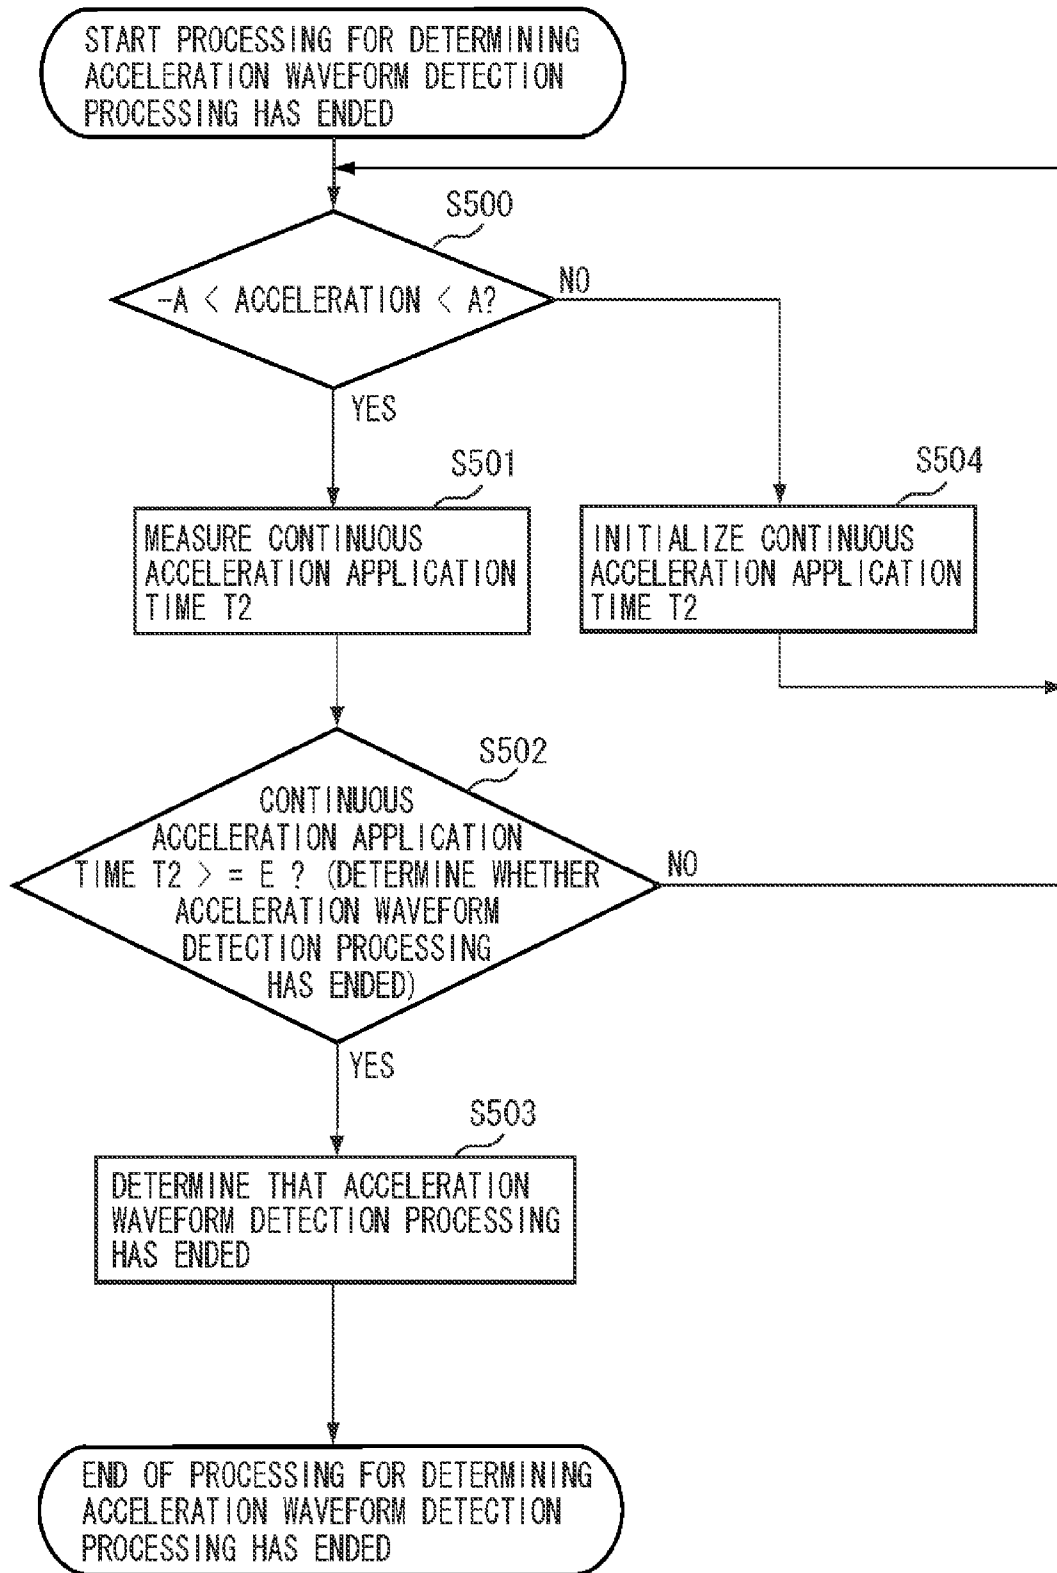 START PROCESSING FOR DETERMINING
ACCELERATION WAVEFORM DETECTION
PROCESSING HAS ENDED
S500
-A < ACCELERATION < A?
NO
YES
S501
MEASURE CONTINUOUS
ACCELERATION APPLICATION
TIME T2
S504
INITIALIZE CONTINUOUS
ACCELERATION APPLICATION
TIME T2
S502
CONTINUOUS
ACCELERATION APPLICATION
TIME T2 > = E ? (DETERMINE WHETHER
ACCELERATION WAVEFORM
DETECTION PROCESSING
HAS ENDED)
NO
YES
S503
DETERMINE THAT ACCELERATION
WAVEFORM DETECTION PROCESSING
HAS ENDED
END OF PROCESSING FOR DETERMINING
ACCELERATION WAVEFORM DETECTION
PROCESSING HAS ENDED